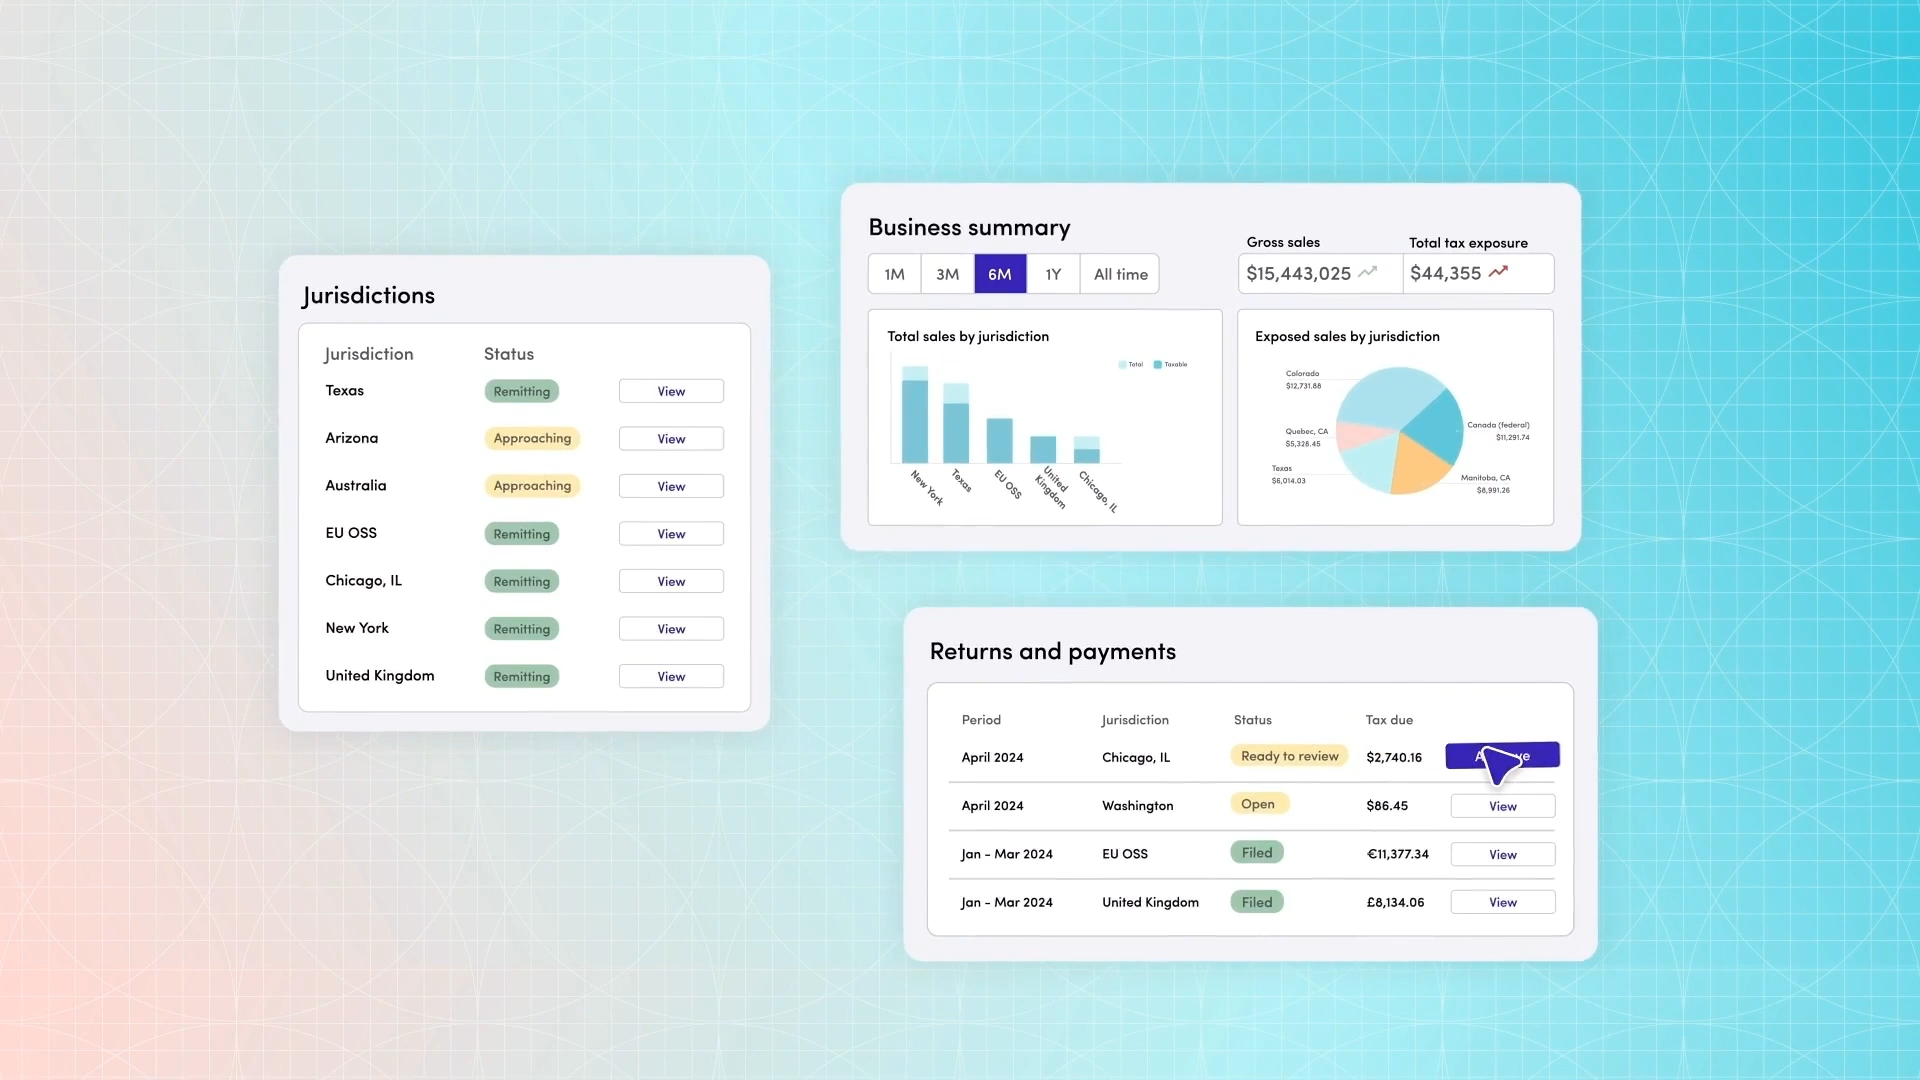 Jurisdictions
Jurisdiction Status
Texas Remitting View
Arizona Approaching View
Australia Approaching View
EU OSS Remitting View
Chicago, IL Remitting View
New York Remitting View
United Kingdom Remitting View
Business summary
1M 3M 6M 1Y All time
Gross sales Total tax exposure
$15,443,025 $44,355
Total sales by jurisdiction
Total Taxable
New York
Texas
EU OSS
United
Kingdom
Chicago, IL
Exposed sales by jurisdiction
Colorado
$12,731.88
Canada (federal)
$11,291.74
Quebec, CA
$5,328.45
Texas
$6,014.03
Manitoba, CA
$8,991.26
Returns and payments
Period Jurisdiction Status Tax due
April 2024 Chicago, IL Ready to review $2,740.16
April 2024 Washington Open $86.45 View
Jan - Mar 2024 EU OSS Filed €11,377.34 View
Jan - Mar 2024 United Kingdom Filed £8,134.06 View